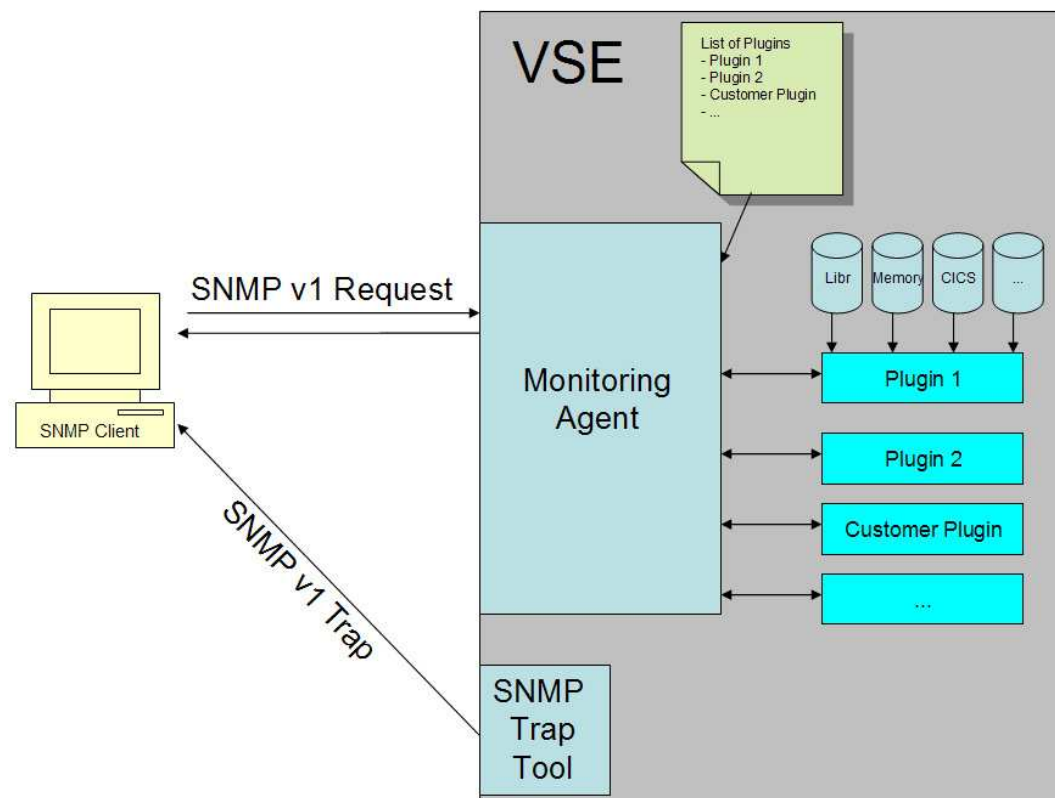 VSE
List of Plugins
- Plugin 1
- Plugin 2
- Customer Plugin
- ...
Libr
Memory
CICS
...
SNMP v1 Request
SNMP Client
Monitoring
Agent
Plugin 1
Plugin 2
Customer Plugin
...
SNMP v1 Trap
SNMP
Trap
Tool